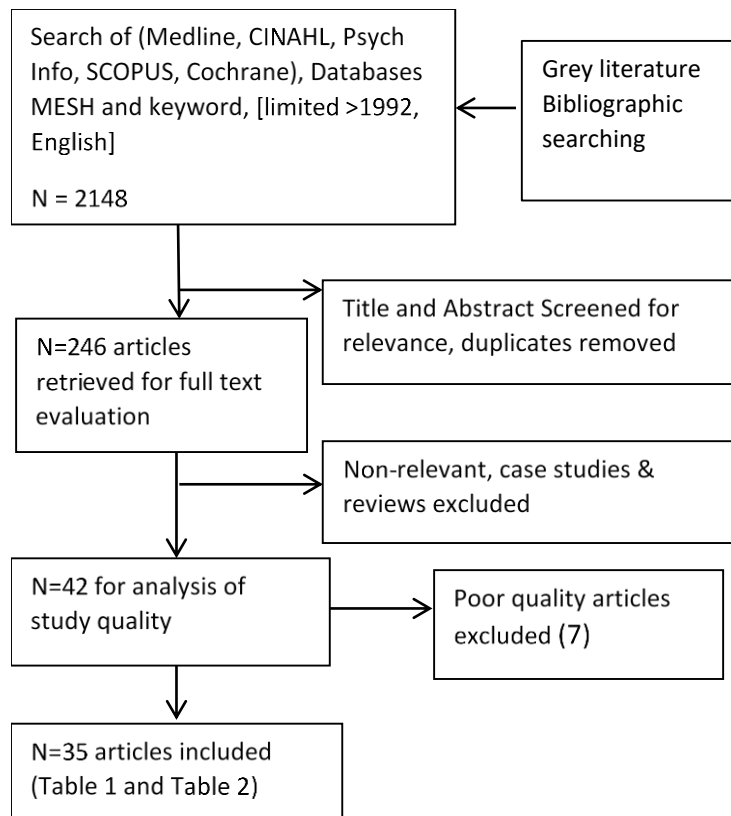 Search of (Medline, CINAHL, Psych
Info, SCOPUS, Cochrane), Databases
MESH and keyword, [limited >1992,
English]
N = 2148
Grey literature
Bibliographic
searching
Title and Abstract Screened for
relevance, duplicates removed
N=246 articles
retrieved for full text
evaluation
Non-relevant, case studies &
reviews excluded
N=42 for analysis of
study quality
Poor quality articles
excluded (7)
N=35 articles included
(Table 1 and Table 2)